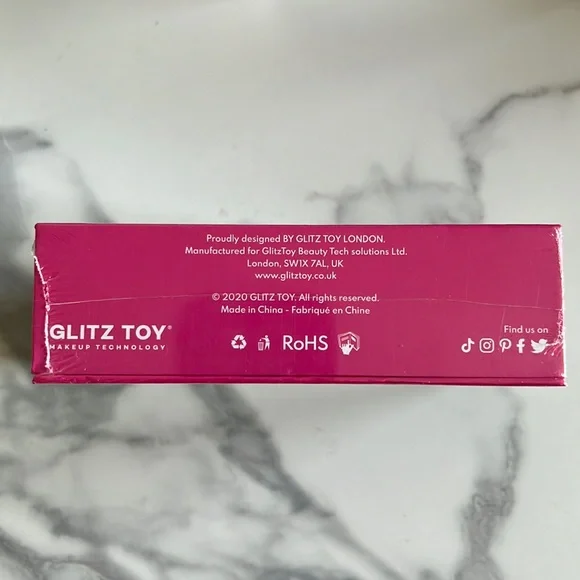 Proudly designed BY GLITZ TOY LONDON.
Manufactured for GlitzToy Beauty Tech solutions Ltd.
London, SW1X 7AL, UK
www.glitztoy.co.uk
© 2020 GLITZ TOY. All rights reserved.
Made in China - Fabriqué en Chine
GLITZ TOY®
MAKEUP TECHNOLOGY
RoHS
Find us on